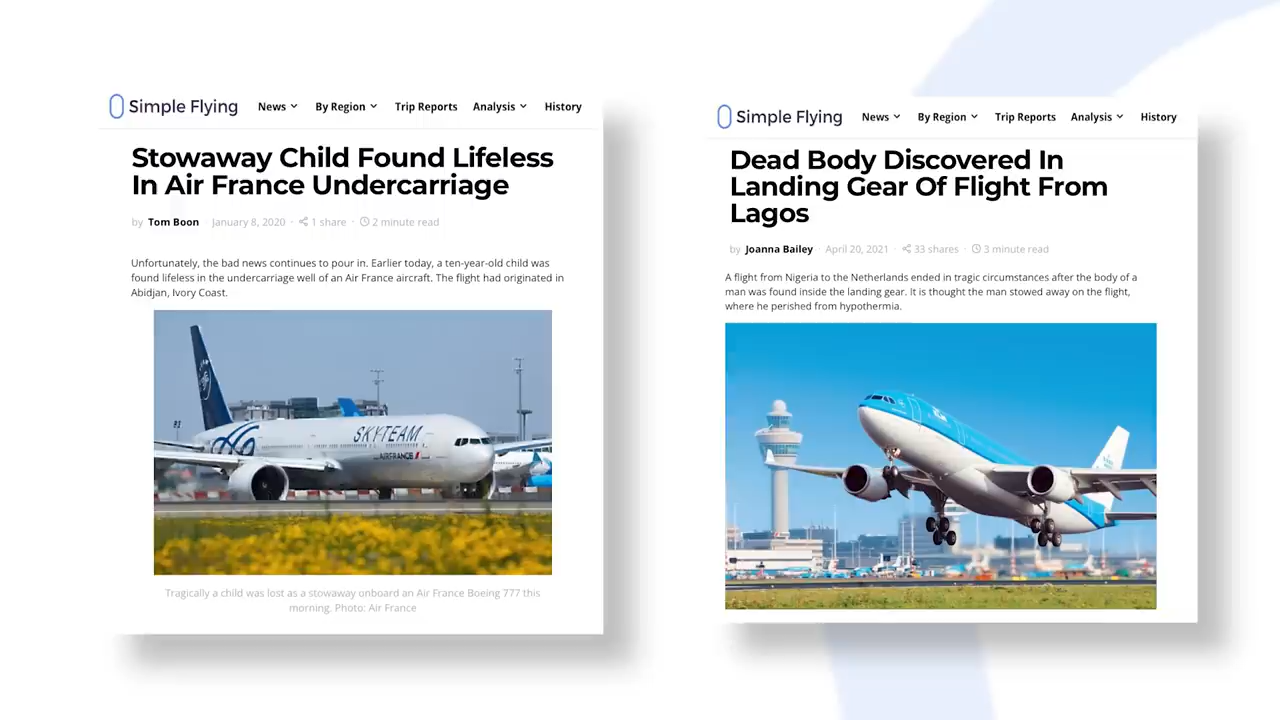 Simple Flying News By Region Trip Reports Analysis History
Stowaway Child Found Lifeless
In Air France Undercarriage
by Tom Boon January 8, 2020 · 1 share · 2 minute read
Unfortunately, the bad news continues to pour in. Earlier today, a ten-year-old child was
found lifeless in the undercarriage well of an Air France aircraft. The flight had originated in
Abidjan, Ivory Coast.
SKYTEAM
AIRFRANCE
Tragically a child was lost as a stowaway onboard an Air France Boeing 777 this
morning. Photo: Air France
Simple Flying News By Region Trip Reports Analysis History
Dead Body Discovered In
Landing Gear Of Flight From
Lagos
by Joanna Bailey · April 20, 2021 · 33 shares · 3 minute read
A flight from Nigeria to the Netherlands ended in tragic circumstances after the body of a
man was found inside the landing gear. It is thought the man stowed away on the flight,
where he perished from hypothermia.